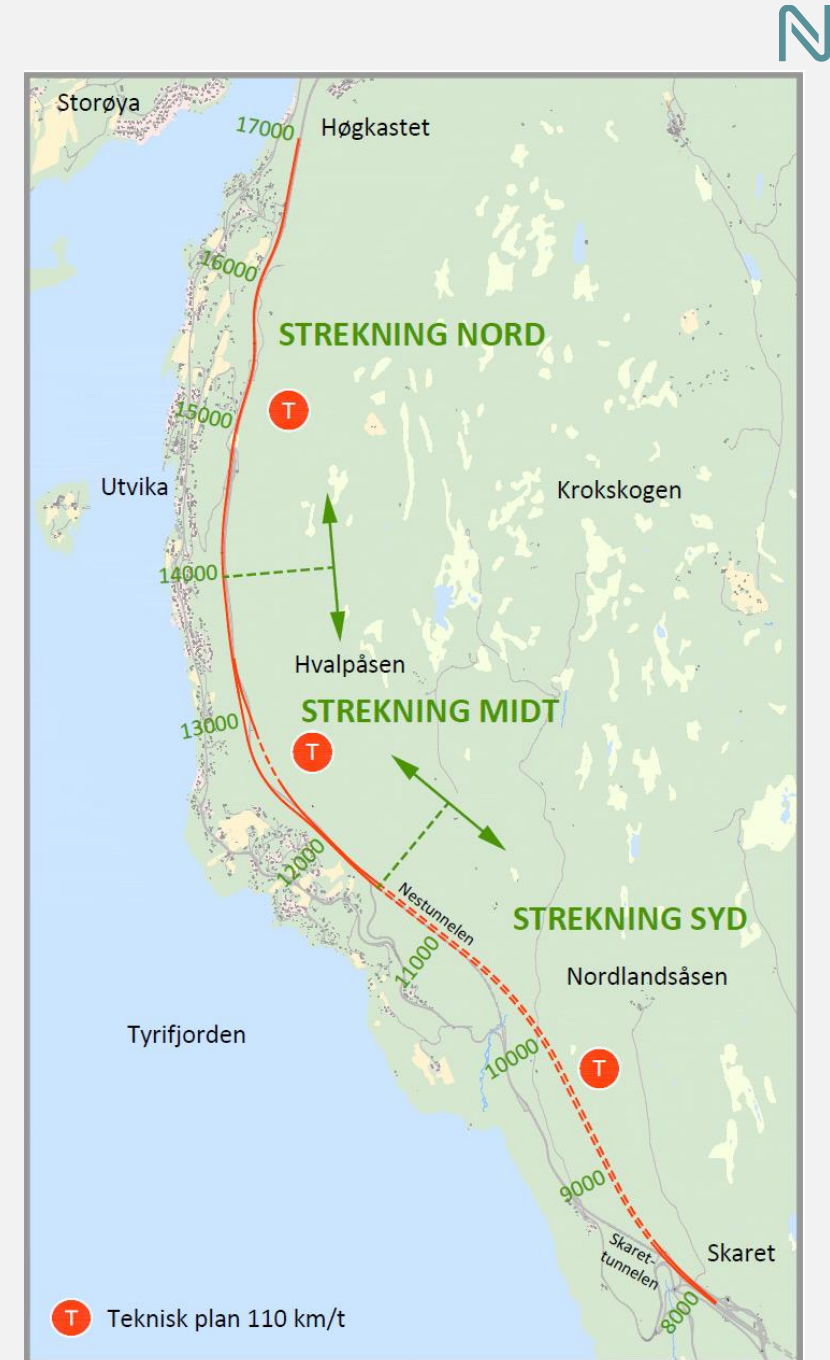 Storøya
17000
Høgkastet
16000
STREKNING NORD
15000
T
Utvika
Krokskogen
14000
Hvalpåsen
STREKNING MIDT
13000
T
12000
Nestunnelen
STREKNING SYD
11000
Nordlandsåsen
Tyrifjorden
10000
T
9000
Skaret-
tunnelen
Skaret
8000
T Teknisk plan 110 km/t